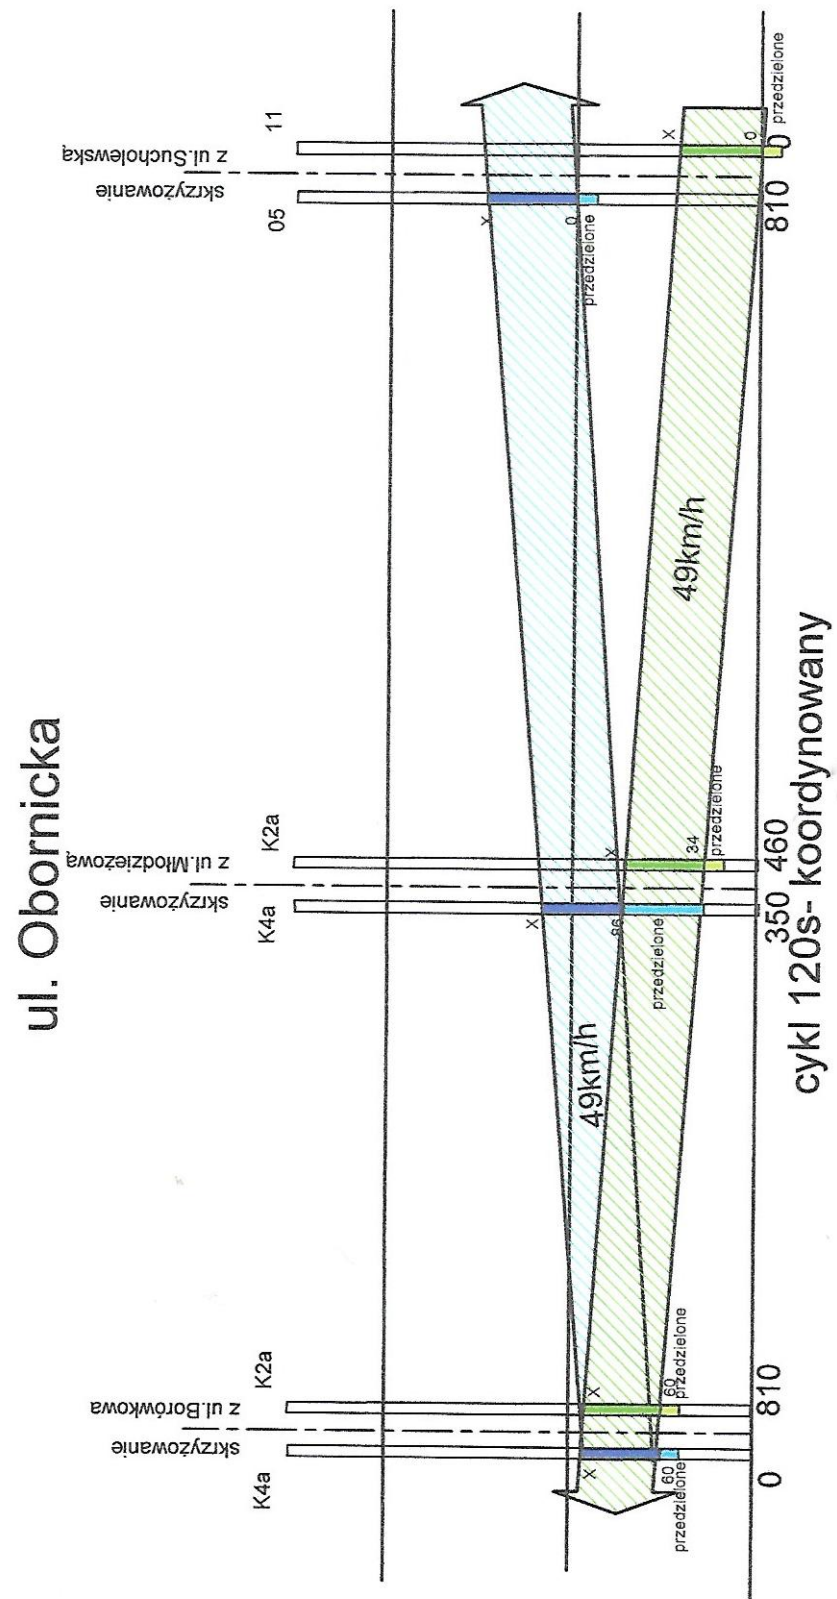 ul. Obornicka
skrzyżowanie
z ul.Borówkowa
K4a
K2a
X
60
przedzielone
X
60
przedzielone
0
810
skrzyżowanie
z ul.Młodzieżową
K4a
K2a
X
86
przedzielone
X
34
przedzielone
350
460
skrzyżowanie
z ul.Sucholewską
05
11
X
0
przedzielone
X
0
przedzielone
810
0
49km/h
49km/h
cykl 120s- koordynowany